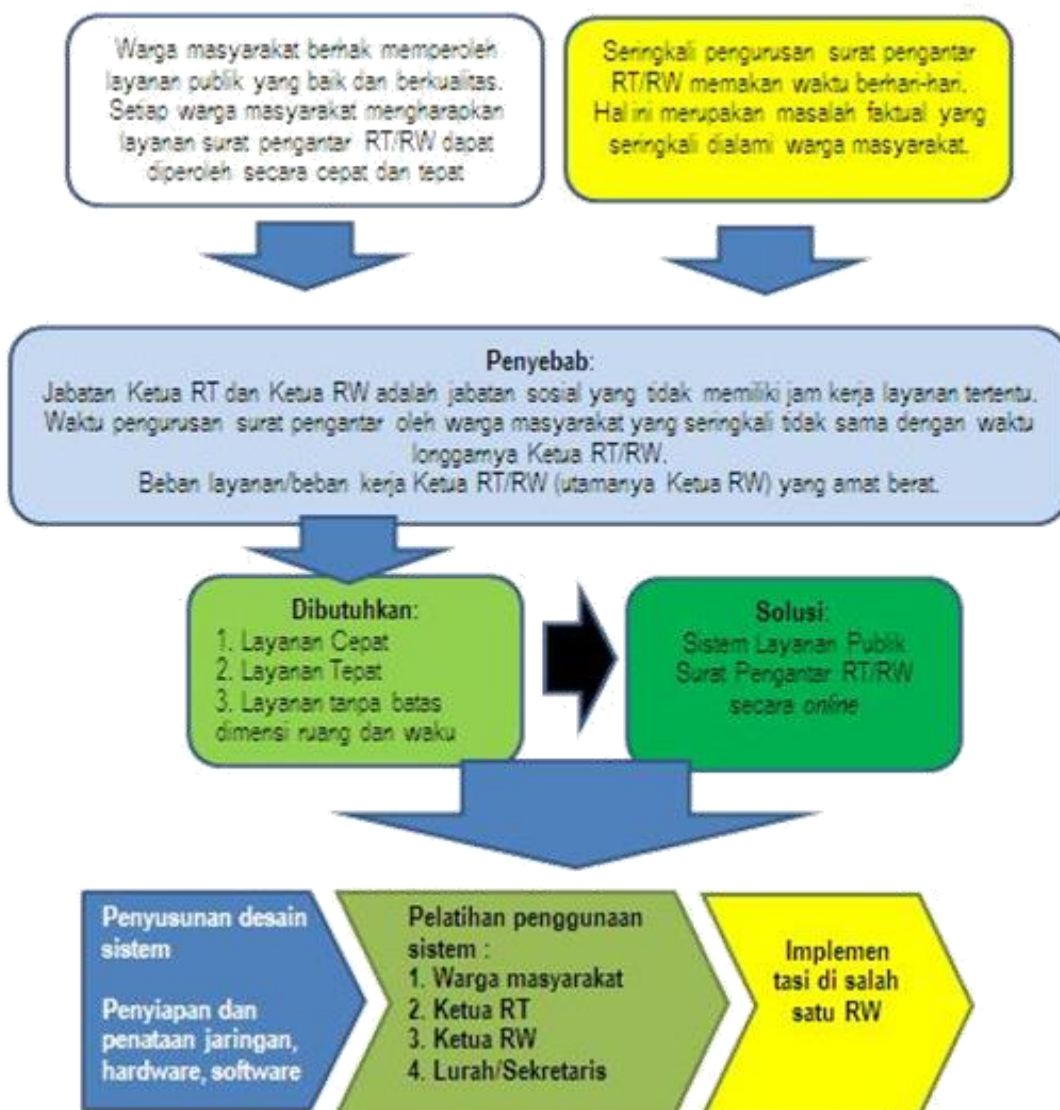 Warga masyarakat berhak memperoleh
layanan publik yang baik dan berkualitas.
Setiap warga masyarakat mengharapkan
layanan surat pengantar RT/RW dapat
diperoleh secara cepat dan tepat
Seringkali pengurusan surat pengantar
RT/RW memakan waktu berhari-hari.
Hal ini merupakan masalah faktual yang
seringkali dialami warga masyarakat.
Penyebab:
Jabatan Ketua RT dan Ketua RW adalah jabatan sosial yang tidak memiliki jam kerja layanan tertentu.
Waktu pengurusan surat pengantar oleh warga masyarakat yang seringkali tidak sama dengan waktu
longgarnya Ketua RT/RW.
Beban layanan/beban kerja Ketua RT/RW (utamanya Ketua RW) yang amat berat.
Dibutuhkan:
1. Layanan Cepat
2. Layanan Tepat
3. Layanan tanpa batas
dimensi ruang dan waku
Solusi:
Sistem Layanan Publik
Surat Pengantar RT/RW
secara online
Penyusunan desain
sistem
Penyiapan dan
penataan jaringan,
hardware, software
Pelatihan penggunaan
sistem :
1. Warga masyarakat
2. Ketua RT
3. Ketua RW
4. Lurah/Sekretaris
Implemen
tasi di salah
satu RW